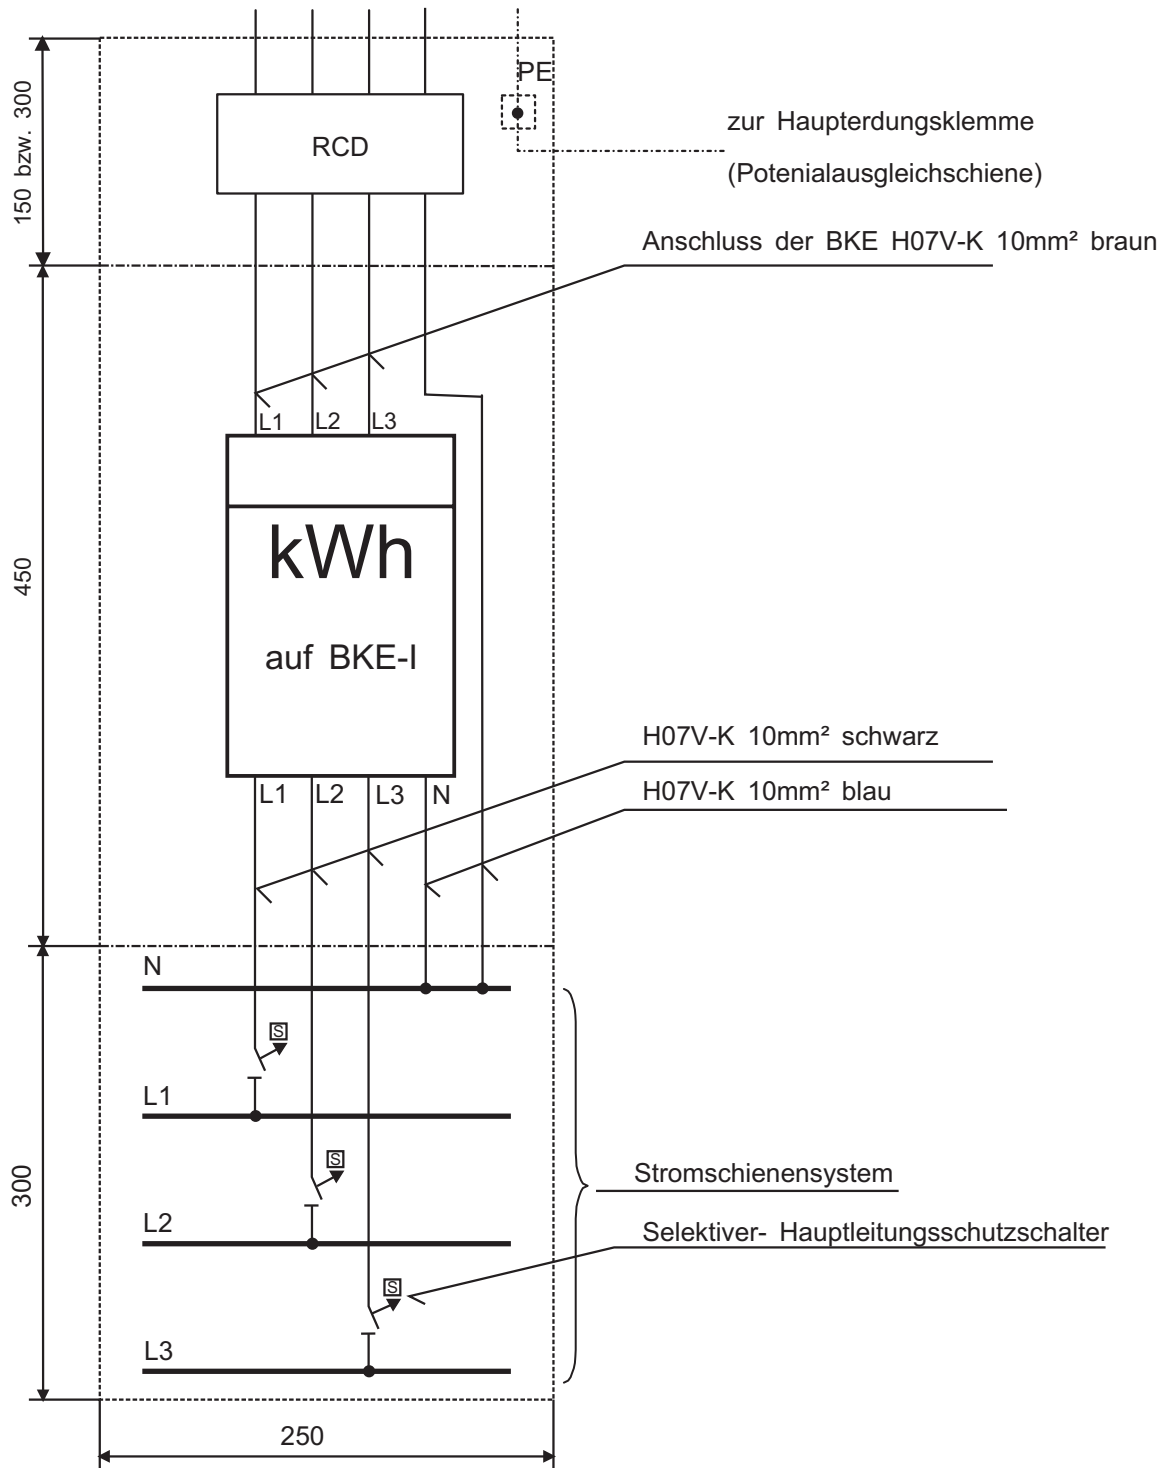 PE
150 bzw. 300
RCD
zur Haupterdungsklemme
(Potenialausgleichschiene)
Anschluss der BKE H07V-K 10mm² braun
L1 L2 L3
kWh
450
auf BKE-I
H07V-K 10mm² schwarz
L1 L2 L3 N
H07V-K 10mm² blau
N
S
L1
S
300
Stromschienensystem
L2
Selektiver- Hauptleitungsschutzschalter
S
L3
250